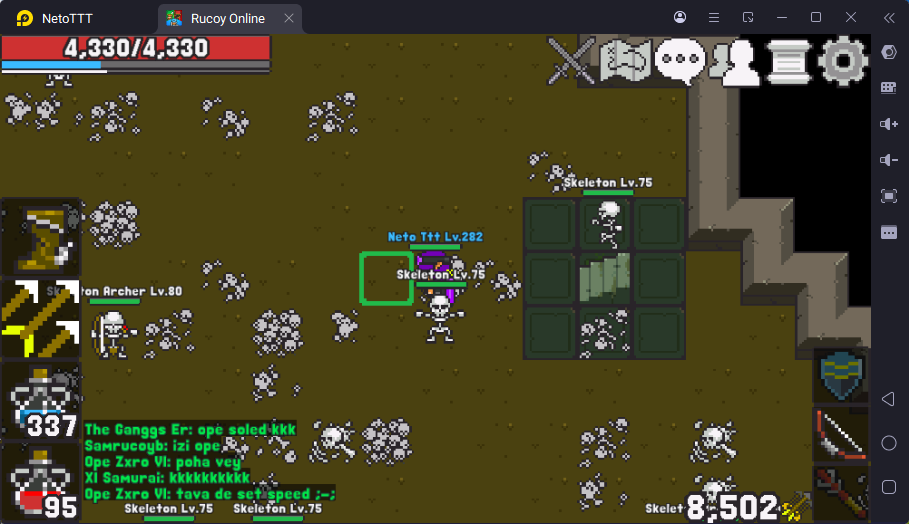 NetoTTT
Rucoy Online
4,330/4,330
Skeleton Lv.75
Neto Ttt Lv.282
Skeleton Lv.75
Sk ton Archer Lv.80
337
The Ganggs Er: ope soled kkk
Samrucoyb: izi ope
Ope Zxro Vl: poha vey
Xl Samurai: kkkkkkkkkk
Ope Zxro Vl: tava de set speed ;-;
95
Skeleton Lv.75
Skeleton Lv.75
Skelet
8,502